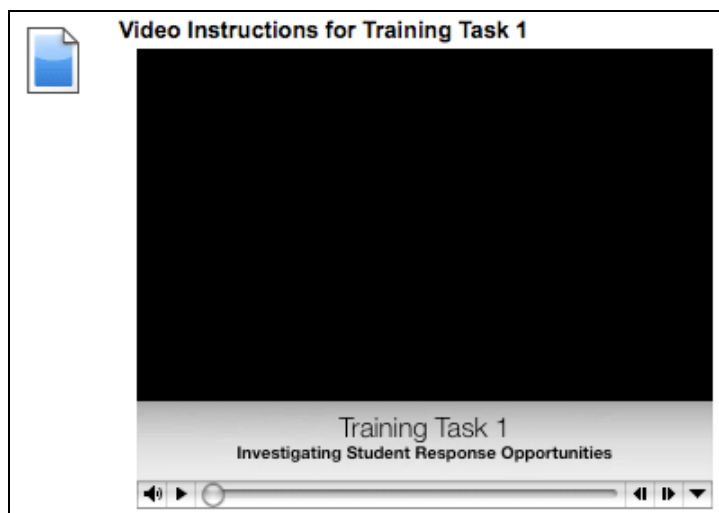 Video Instructions for Training Task 1
Training Task 1
Investigating Student Response Opportunities